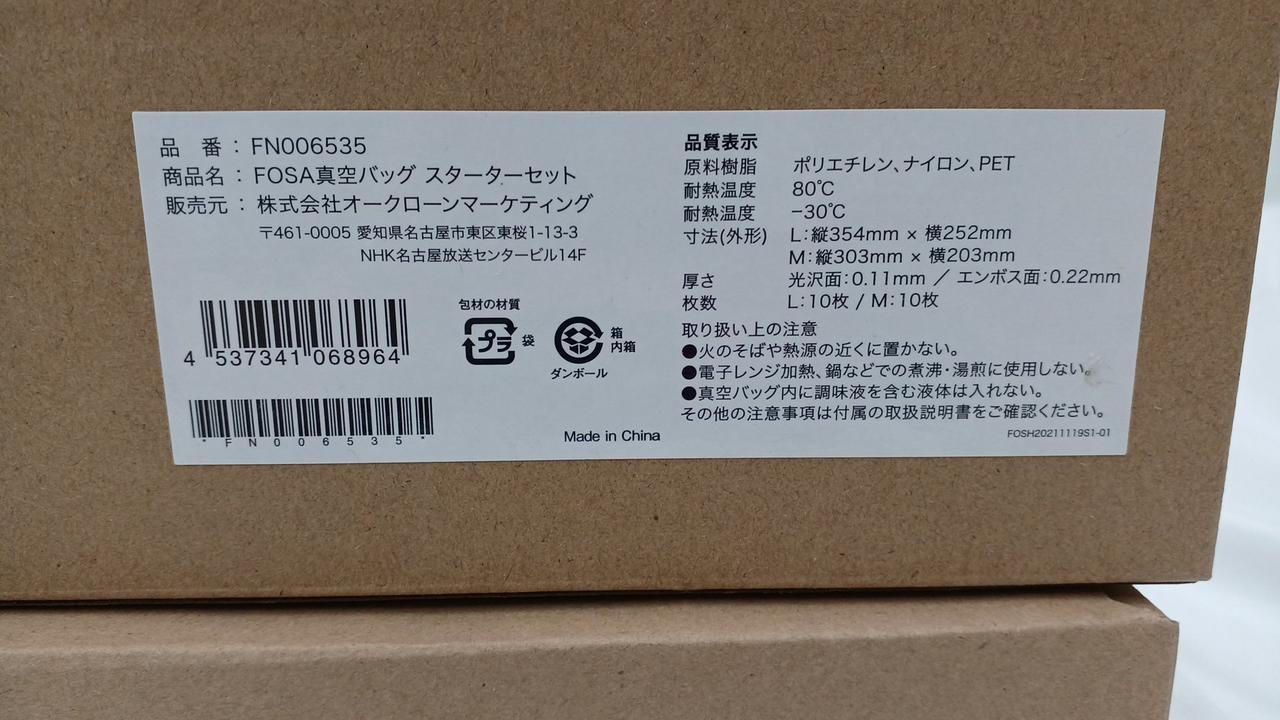 品 番：FN006535
商品名：FOSA真空バッグ スターターセット
販売元：株式会社オークローンマーケティング
〒461-0005 愛知県名古屋市東区東桜1-13-3
NHK名古屋放送センタービル14F
包材の材質
プラ 袋
箱
内箱
ダンボール
4 537341 068964
*FN006535*
Made in China
品質表示
原料樹脂 ポリエチレン、ナイロン、PET
耐熱温度 80℃
耐熱温度 −30℃
寸法(外形) L：縦354mm × 横252mm
M：縦303mm × 横203mm
厚さ 光沢面：0.11mm ／ エンボス面：0.22mm
枚数 L：10枚 / M：10枚
取り扱い上の注意
●火のそばや熱源の近くに置かない。
●電子レンジ加熱、鍋などでの煮沸・湯煎に使用しない。
●真空バッグ内に調味液を含む液体は入れない。
その他の注意事項は付属の取扱説明書をご確認ください。
FOSH20211119S1-01